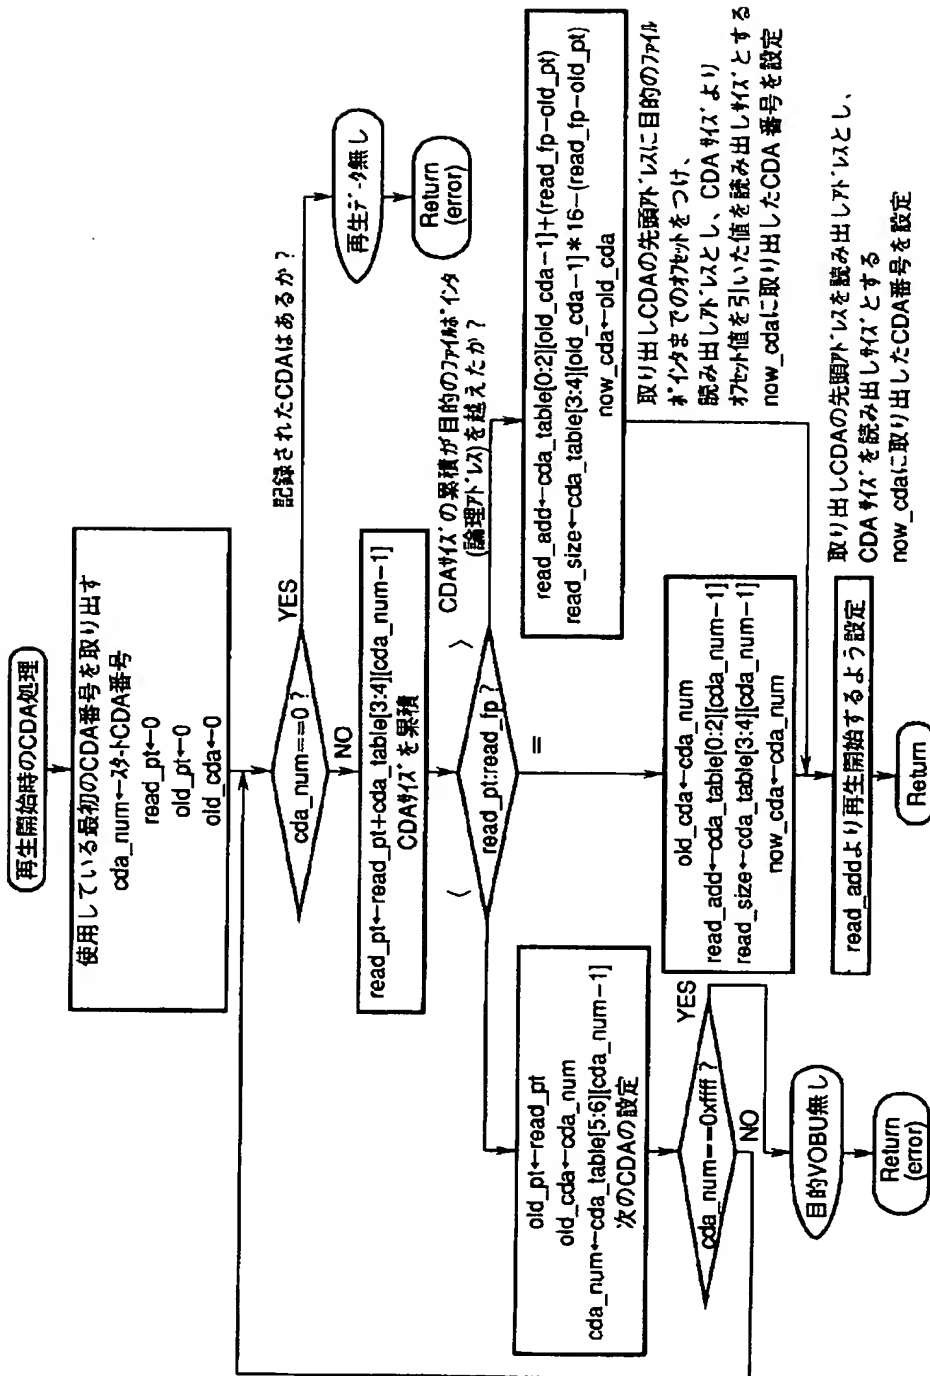 再生開始時のCDA処理
使用している最初のCDA番号を取り出す
cda_num←スタートCDA番号
read_pt←0
old_pt←0
old_cda←0
cda_num==0 ?
YES
NO
記録されたCDAはあるか?
再生データ無し
Return
(error)
read_pt←read_pt+cda_table[3:4][cda_num−1]
CDAサイズを累積
read_pt:read_fp ?
<
=
>
CDAサイズの累積が目的のファイルポインタ
(論理アドレス)を越えたか?
read_add←cda_table[0:2][old_cda−1]+(read_fp−old_pt)
read_size←cda_table[3:4][old_cda−1]*16−(read_fp−old_pt)
now_cda←old_cda
取り出しCDAの先頭アドレスに目的のファイル
ポインタまでのオフセットをつけ、
読み出しアドレスとし、CDAサイズより
オフセット値を引いた値を読み出しサイズとする
now_cdaに取り出したCDA番号を設定
old_pt←read_pt
old_cda←cda_num
cda_num←cda_table[5:6][cda_num−1]
次のCDAの設定
cda_num==0xffff ?
YES
NO
目的VOBU無し
Return
(error)
old_cda←cda_num
read_add←cda_table[0:2][cda_num−1]
read_size←cda_table[3:4][cda_num−1]
now_cda←cda_num
取り出しCDAの先頭アドレスを読み出しアドレスとし、
CDAサイズを読み出しサイズとする
now_cdaに取り出したCDA番号を設定
read_addより再生開始するよう設定
Return